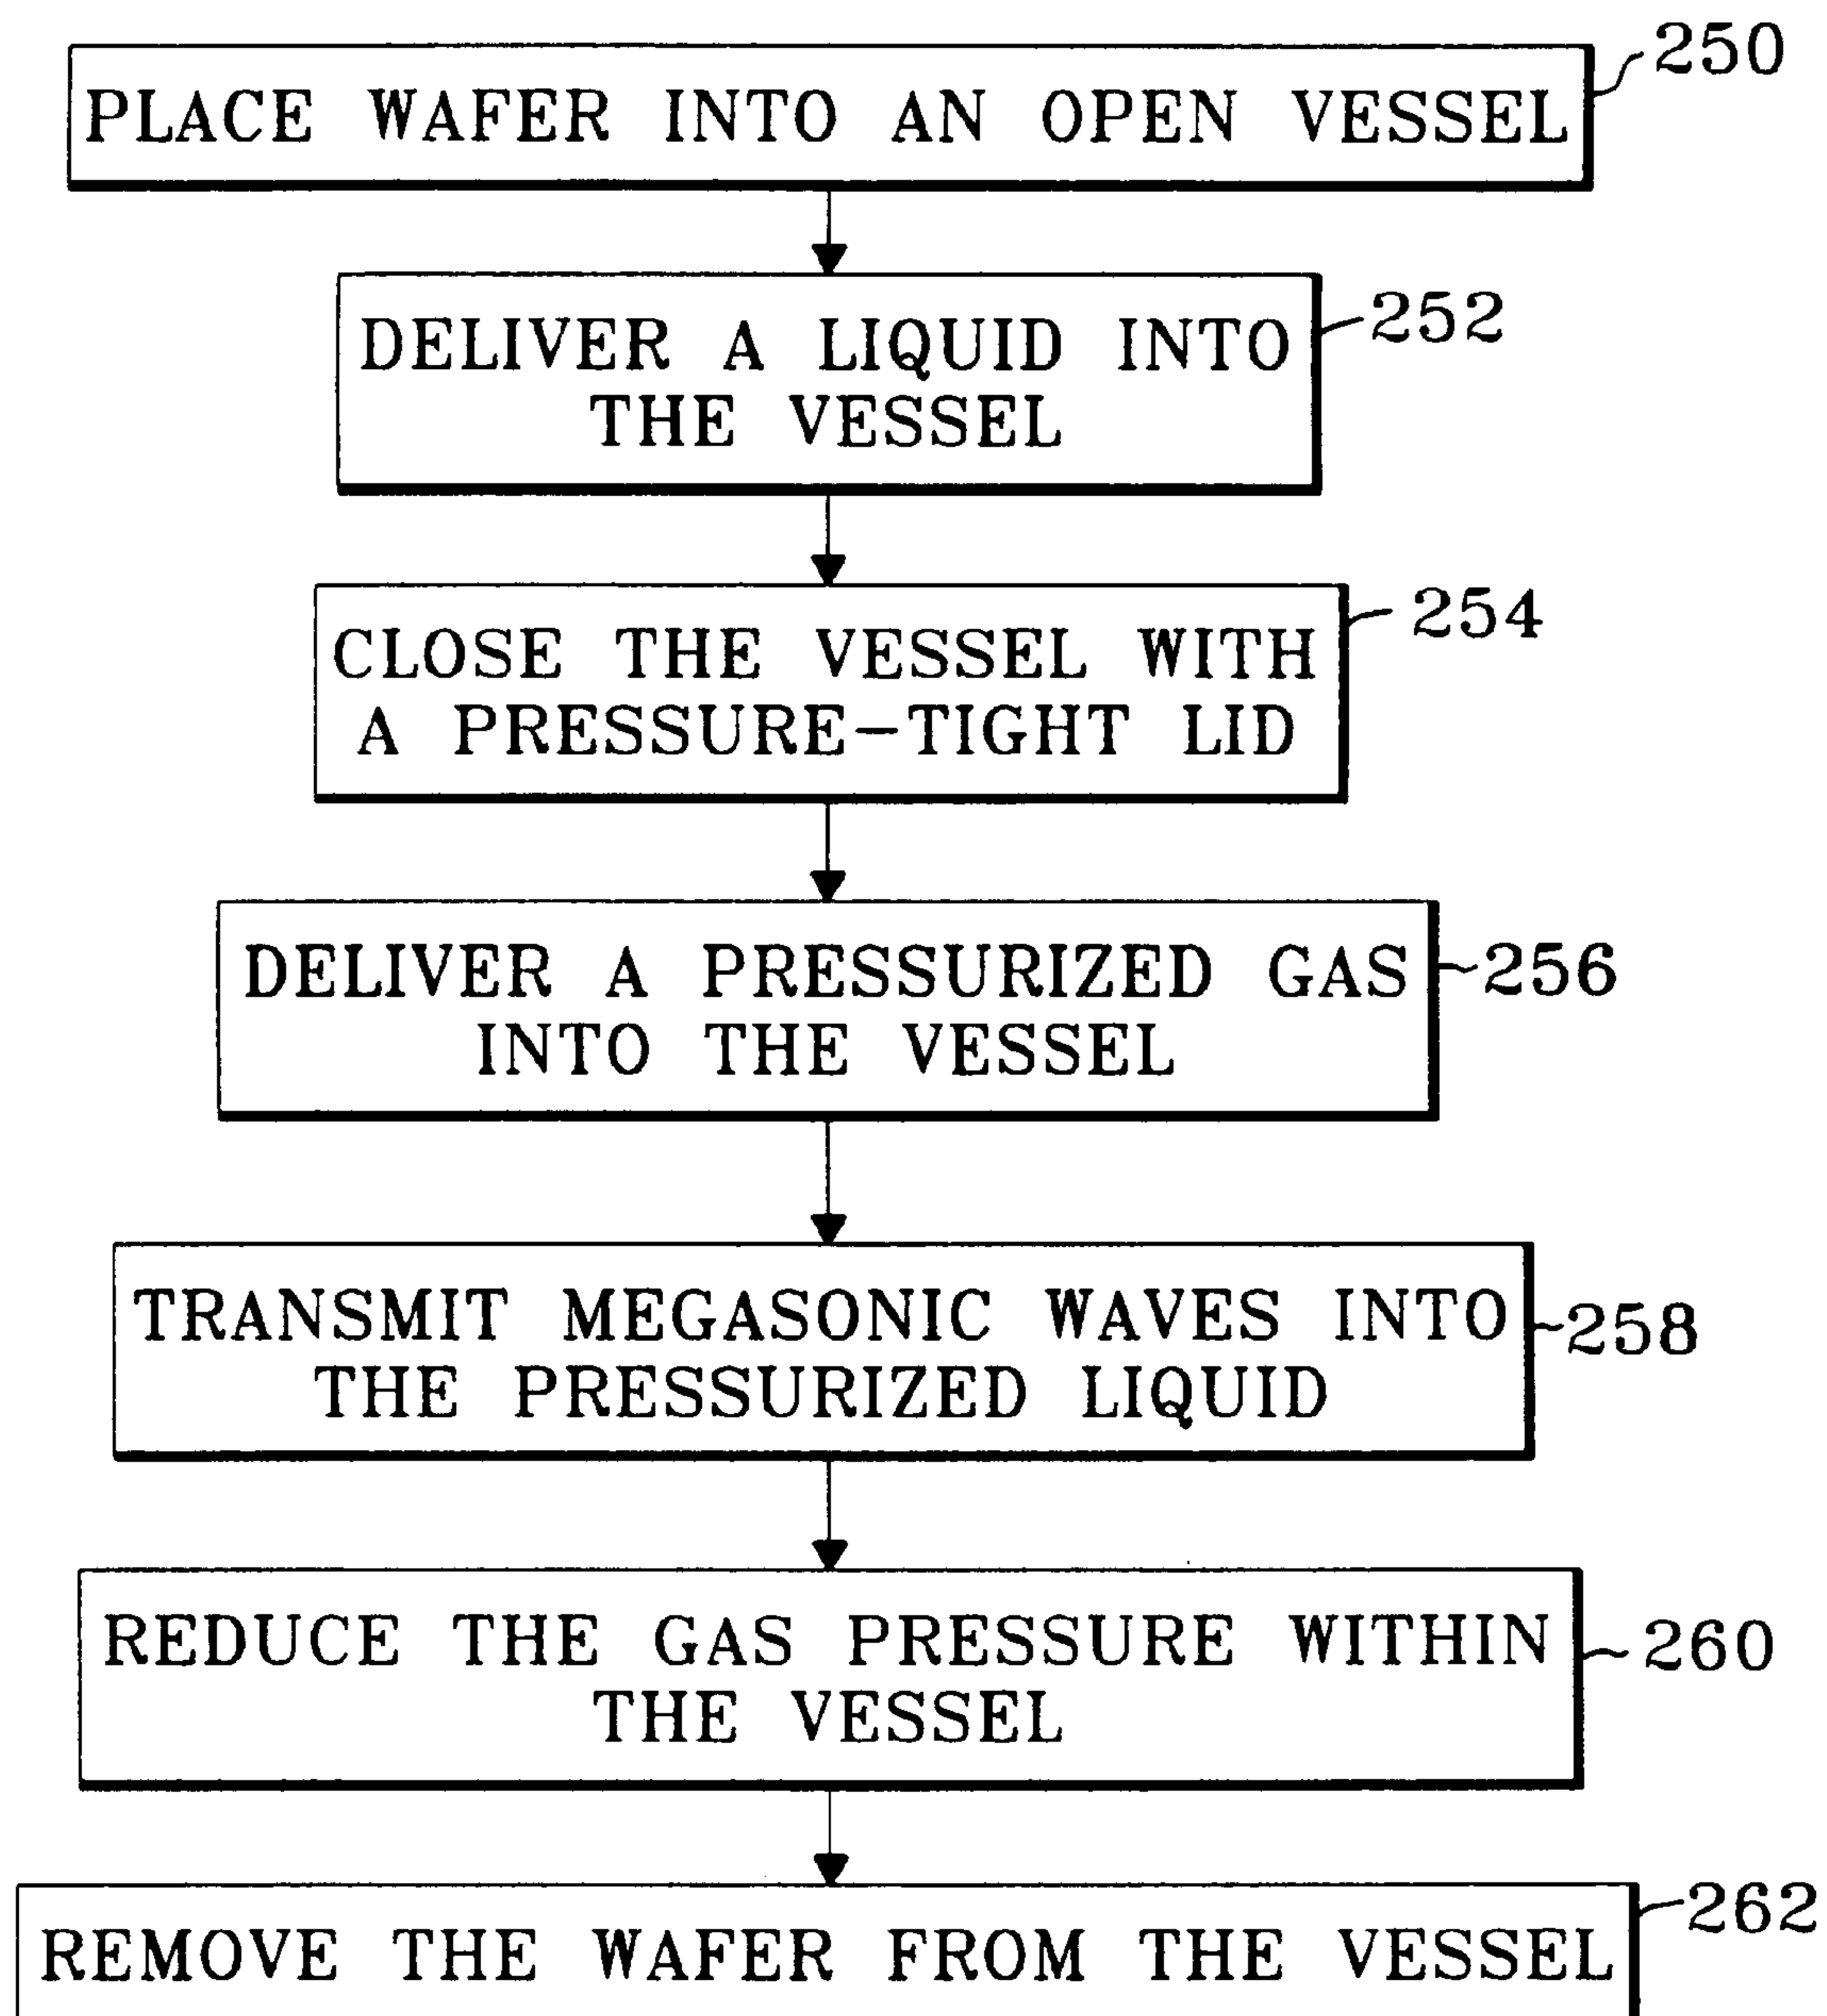 PLACE WAFER INTO AN OPEN VESSEL
250
DELIVER A LIQUID INTO
THE VESSEL
252
CLOSE THE VESSEL WITH
A PRESSURE-TIGHT LID
254
DELIVER A PRESSURIZED GAS
INTO THE VESSEL
256
TRANSMIT MEGASONIC WAVES INTO
THE PRESSURIZED LIQUID
258
REDUCE THE GAS PRESSURE WITHIN
THE VESSEL
260
REMOVE THE WAFER FROM THE VESSEL
262